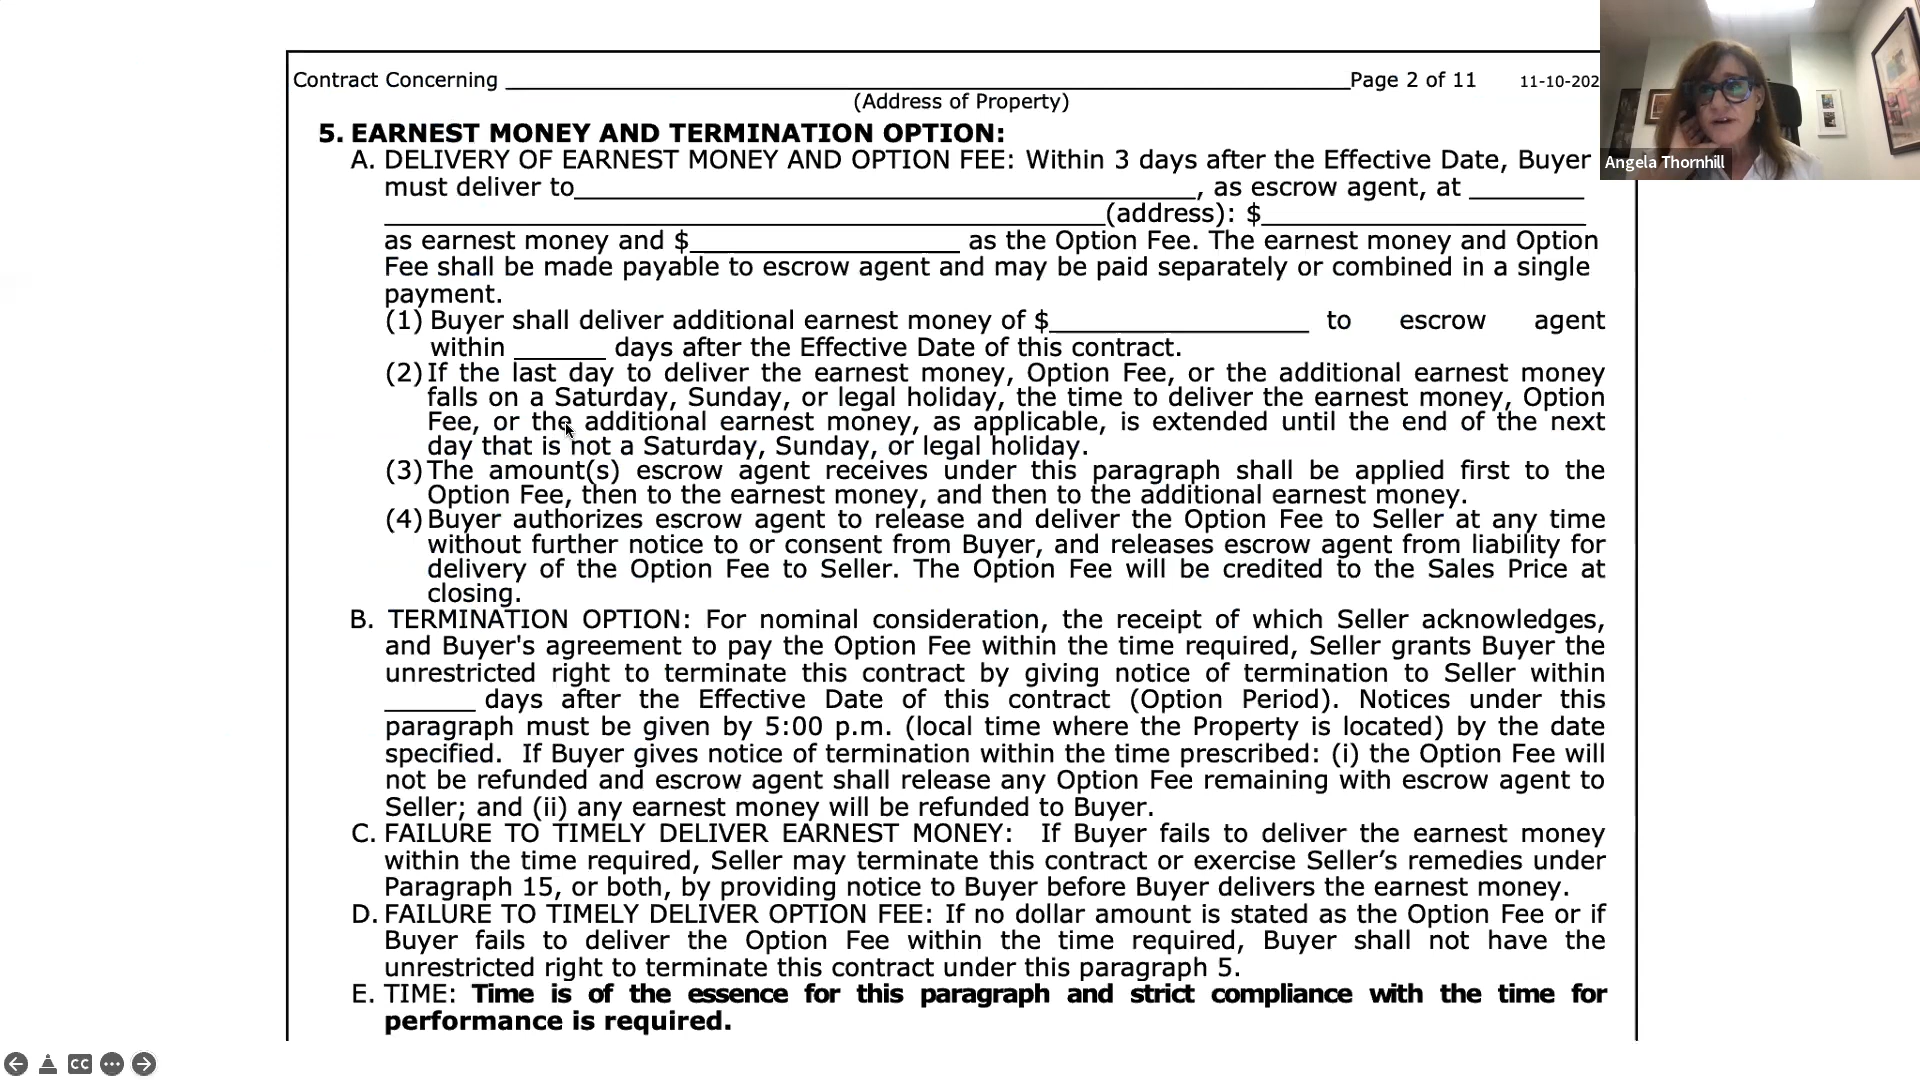 Contract Concerning ____ Page 2 of 11 11-10-202
(Address of Property)
5. EARNEST MONEY AND TERMINATION OPTION:
A. DELIVERY OF EARNEST MONEY AND OPTION FEE: Within 3 days after the Effective Date, Buyer
must deliver to____, as escrow agent, at ____
____(address): $____
as earnest money and $____ as the Option Fee. The earnest money and Option
Fee shall be made payable to escrow agent and may be paid separately or combined in a single
payment.
(1) Buyer shall deliver additional earnest money of $____ to escrow agent
within ____ days after the Effective Date of this contract.
(2) If the last day to deliver the earnest money, Option Fee, or the additional earnest money
falls on a Saturday, Sunday, or legal holiday, the time to deliver the earnest money, Option
Fee, or the additional earnest money, as applicable, is extended until the end of the next
day that is not a Saturday, Sunday, or legal holiday.
(3) The amount(s) escrow agent receives under this paragraph shall be applied first to the
Option Fee, then to the earnest money, and then to the additional earnest money.
(4) Buyer authorizes escrow agent to release and deliver the Option Fee to Seller at any time
without further notice to or consent from Buyer, and releases escrow agent from liability for
delivery of the Option Fee to Seller. The Option Fee will be credited to the Sales Price at
closing.
B. TERMINATION OPTION: For nominal consideration, the receipt of which Seller acknowledges,
and Buyer's agreement to pay the Option Fee within the time required, Seller grants Buyer the
unrestricted right to terminate this contract by giving notice of termination to Seller within
____ days after the Effective Date of this contract (Option Period). Notices under this
paragraph must be given by 5:00 p.m. (local time where the Property is located) by the date
specified. If Buyer gives notice of termination within the time prescribed: (i) the Option Fee will
not be refunded and escrow agent shall release any Option Fee remaining with escrow agent to
Seller; and (ii) any earnest money will be refunded to Buyer.
C. FAILURE TO TIMELY DELIVER EARNEST MONEY: If Buyer fails to deliver the earnest money
within the time required, Seller may terminate this contract or exercise Seller’s remedies under
Paragraph 15, or both, by providing notice to Buyer before Buyer delivers the earnest money.
D. FAILURE TO TIMELY DELIVER OPTION FEE: If no dollar amount is stated as the Option Fee or if
Buyer fails to deliver the Option Fee within the time required, Buyer shall not have the
unrestricted right to terminate this contract under this paragraph 5.
E. TIME: Time is of the essence for this paragraph and strict compliance with the time for
performance is required.
Angela Thornhill
CC